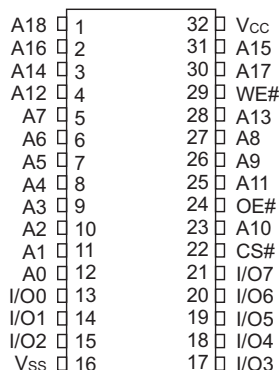 A18 1 32 Vcc
A16 2 31 A15
A14 3 30 A17
A12 4 29 WE#
A7 5 28 A13
A6 6 27 A8
A5 7 26 A9
A4 8 25 A11
A3 9 24 OE#
A2 10 23 A10
A1 11 22 CS#
A0 12 21 I/O7
I/O0 13 20 I/O6
I/O1 14 19 I/O5
I/O2 15 18 I/O4
Vss 16 17 I/O3